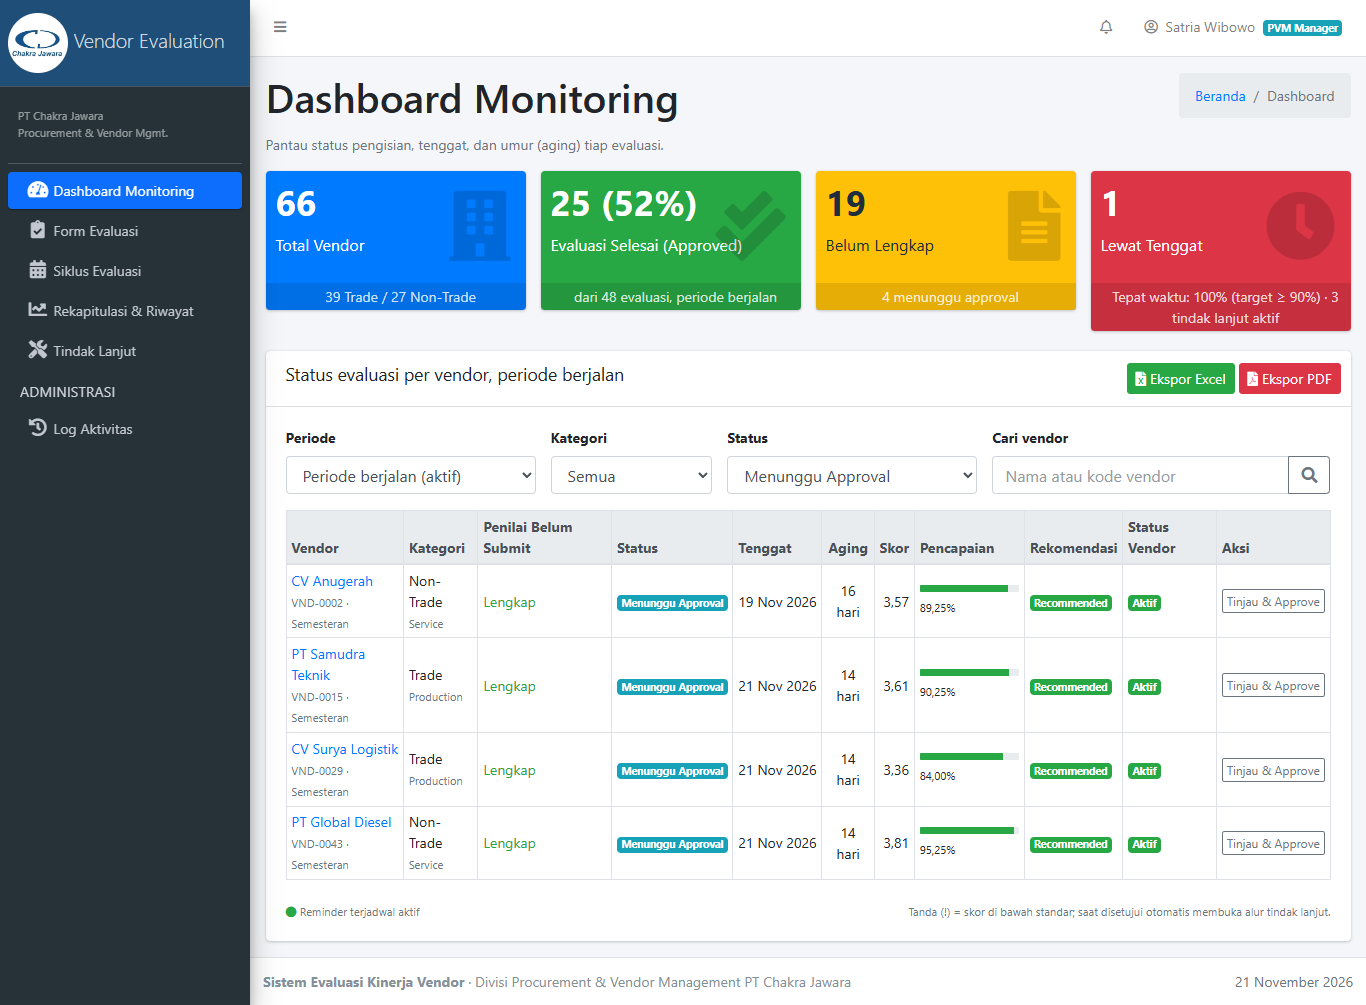 Chakra Jawara
Vendor Evaluation
Satria Wibowo PVM Manager
PT Chakra Jawara
Procurement & Vendor Mgmt.
Dashboard Monitoring
Form Evaluasi
Siklus Evaluasi
Rekapitulasi & Riwayat
Tindak Lanjut
ADMINISTRASI
Log Aktivitas
Dashboard Monitoring
Beranda / Dashboard
Pantau status pengisian, tenggat, dan umur (aging) tiap evaluasi.
66
Total Vendor
39 Trade / 27 Non-Trade
25 (52%)
Evaluasi Selesai (Approved)
dari 48 evaluasi, periode berjalan
19
Belum Lengkap
4 menunggu approval
1
Lewat Tenggat
Tepat waktu: 100% (target ≥ 90%) · 3
tindak lanjut aktif
Status evaluasi per vendor, periode berjalan
Ekspor Excel
Ekspor PDF
Periode
Kategori
Status
Cari vendor
Periode berjalan (aktif)
Semua
Menunggu Approval
Nama atau kode vendor
Vendor
Kategori
Penilai Belum
Submit
Status
Tenggat
Aging
Skor
Pencapaian
Rekomendasi
Status
Vendor
Aksi
CV Anugerah
VND-0002 ·
Semesteran
Non-
Trade
Service
Lengkap
Menunggu Approval
19 Nov 2026
16
hari
3,57
89,25%
Recommended
Aktif
Tinjau & Approve
PT Samudra
Teknik
VND-0015 ·
Semesteran
Trade
Production
Lengkap
Menunggu Approval
21 Nov 2026
14
hari
3,61
90,25%
Recommended
Aktif
Tinjau & Approve
CV Surya Logistik
VND-0029 ·
Semesteran
Trade
Production
Lengkap
Menunggu Approval
21 Nov 2026
14
hari
3,36
84,00%
Recommended
Aktif
Tinjau & Approve
PT Global Diesel
VND-0043 ·
Semesteran
Non-
Trade
Service
Lengkap
Menunggu Approval
21 Nov 2026
14
hari
3,81
95,25%
Recommended
Aktif
Tinjau & Approve
Reminder terjadwal aktif
Tanda (!) = skor di bawah standar; saat disetujui otomatis membuka alur tindak lanjut.
Sistem Evaluasi Kinerja Vendor · Divisi Procurement & Vendor Management PT Chakra Jawara
21 November 2026